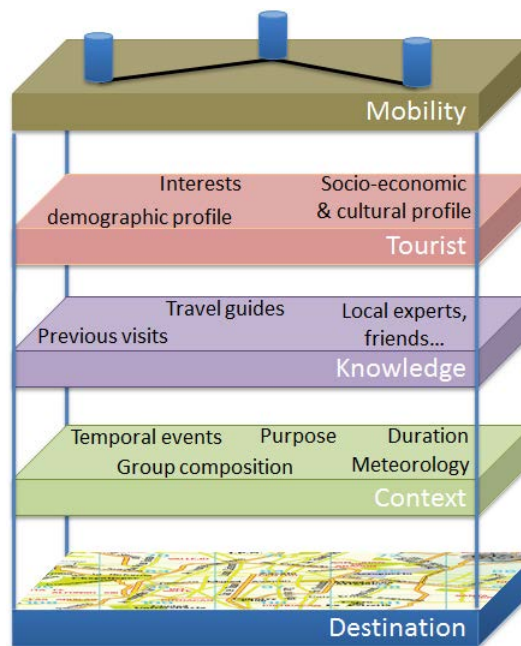 Mobility
Interests
Socio-economic
& cultural profile
demographic profile
Tourist
Travel guides
Local experts,
friends...
Previous visits
Knowledge
Temporal events
Purpose
Duration
Group composition
Meteorology
Context
Destination